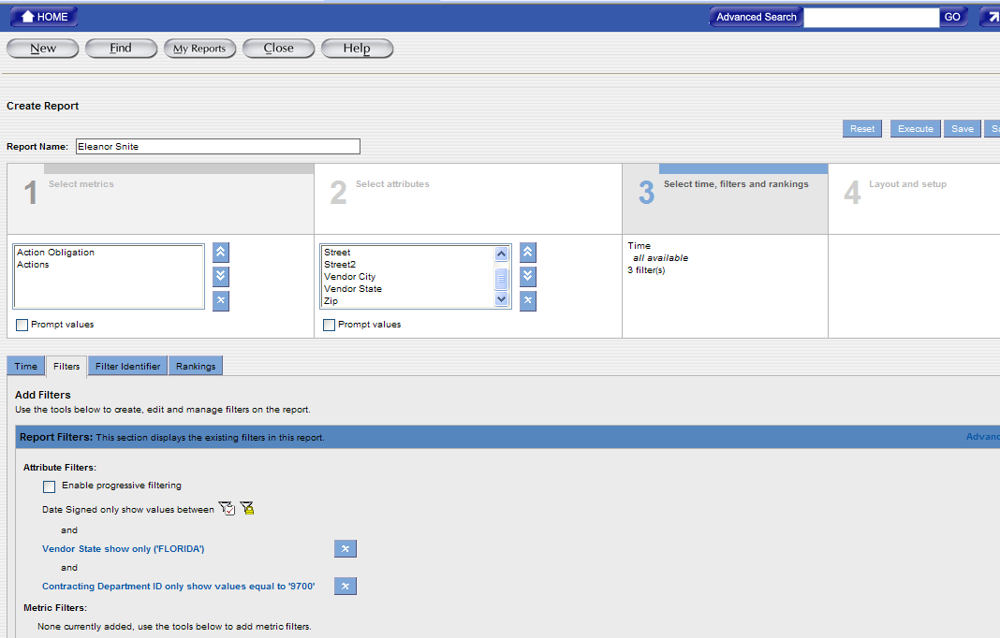 HOME
Advanced Search
GO
New
Find
My Reports
Close
Help
Create Report
Reset
Execute
Save
Report Name: Eleanor Snite
1 Select metrics
2 Select attributes
3 Select time, filters and rankings
4 Layout and setup
Action Obligation
Actions
Prompt values
Street
Street2
Vendor City
Vendor State
Zip
Prompt values
Time
all available
3 filter(s)
Time
Filters
Filter Identifier
Rankings
Add Filters
Use the tools below to create, edit and manage filters on the report.
Report Filters: This section displays the existing filters in this report.
Advanc
Attribute Filters:
Enable progressive filtering
Date Signed only show values between
and
Vendor State show only ('FLORIDA')
and
Contracting Department ID only show values equal to '9700'
Metric Filters:
None currently added, use the tools below to add metric filters.